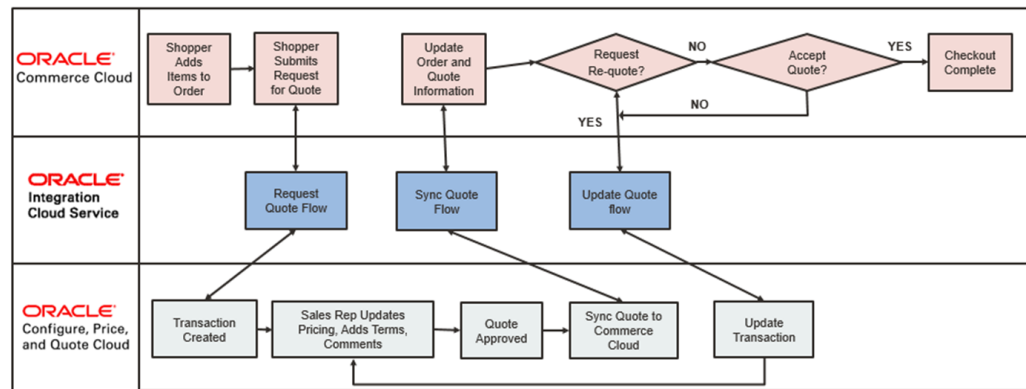 ORACLE
Commerce Cloud
Shopper
Adds
Items to
Order
Shopper
Submits
Request
for Quote
Update
Order and
Quote
Information
Request
Re-quote?
NO
Accept
Quote?
YES
Checkout
Complete
NO
YES
ORACLE
Integration
Cloud Service
Request
Quote Flow
Sync Quote
Flow
Update Quote
flow
ORACLE
Configure, Price,
and Quote Cloud
Transaction
Created
Sales Rep Updates
Pricing, Adds Terms,
Comments
Quote
Approved
Sync Quote to
Commerce
Cloud
Update
Transaction